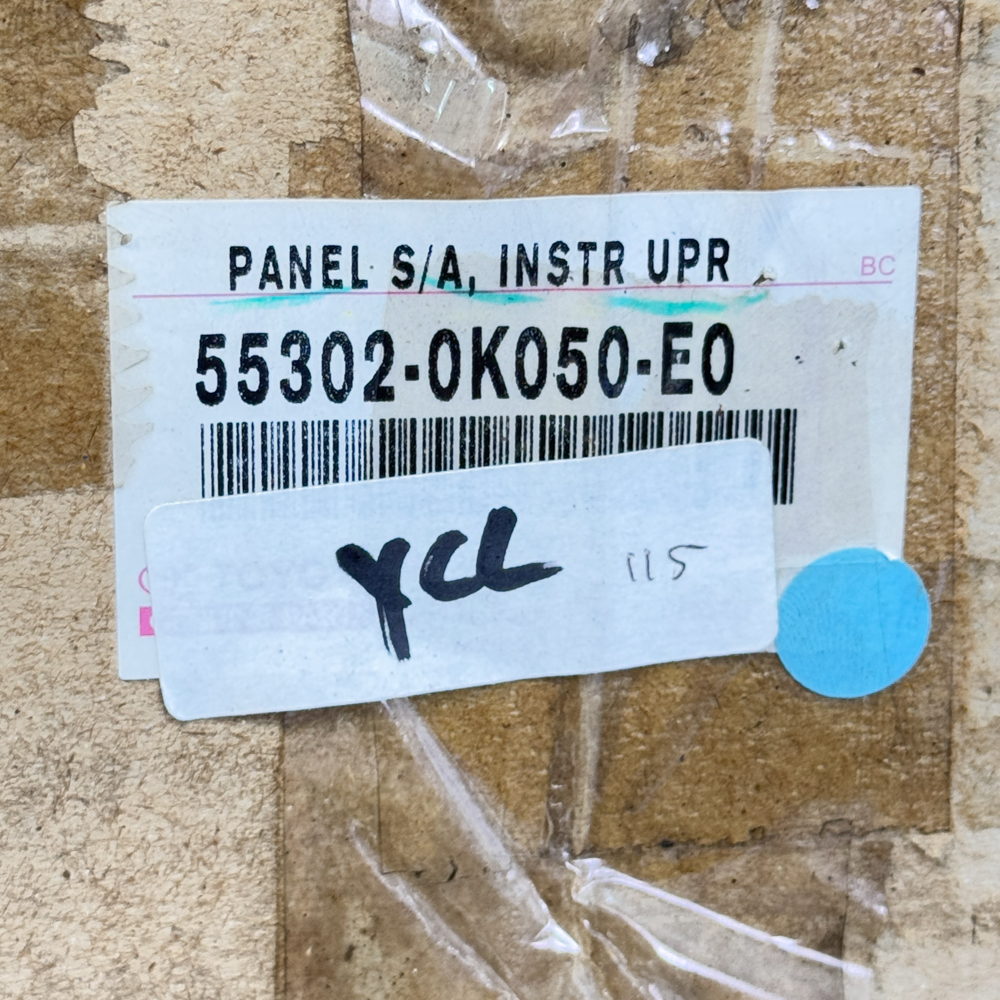 PANEL S/A, INSTR UPR
BC
55302-0K050-E0
YCL 115